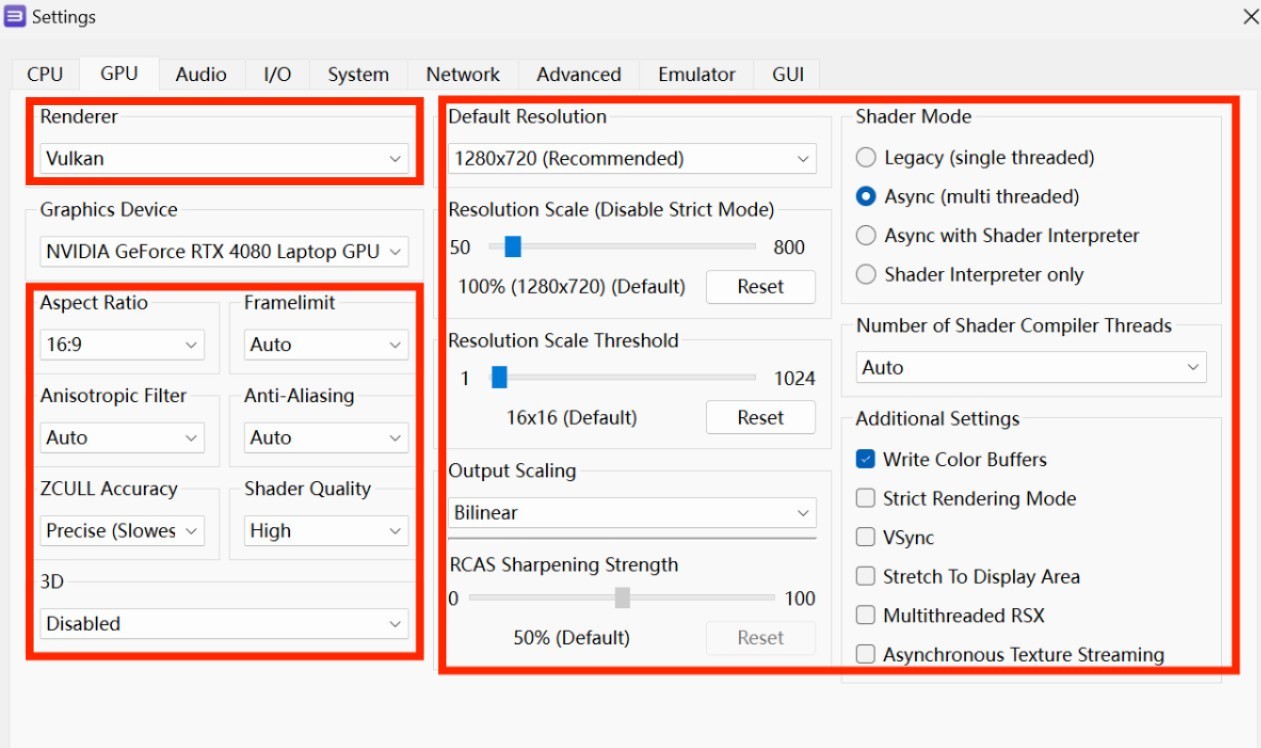 Settings
CPU GPU Audio I/O System Network Advanced Emulator GUI
Renderer
Vulkan
Graphics Device
NVIDIA GeForce RTX 4080 Laptop GPU
Aspect Ratio
16:9
Framelimit
Auto
Anisotropic Filter
Auto
Anti-Aliasing
Auto
ZCULL Accuracy
Precise (Slowes
Shader Quality
High
3D
Disabled
Default Resolution
1280x720 (Recommended)
Resolution Scale (Disable Strict Mode)
50 800
100% (1280x720) (Default) Reset
Resolution Scale Threshold
1 1024
16x16 (Default) Reset
Output Scaling
Bilinear
RCAS Sharpening Strength
0 100
50% (Default) Reset
Shader Mode
Legacy (single threaded)
Async (multi threaded)
Async with Shader Interpreter
Shader Interpreter only
Number of Shader Compiler Threads
Auto
Additional Settings
Write Color Buffers
Strict Rendering Mode
VSync
Stretch To Display Area
Multithreaded RSX
Asynchronous Texture Streaming